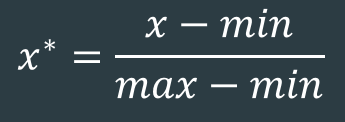 x* = (x − min) / (max − min)